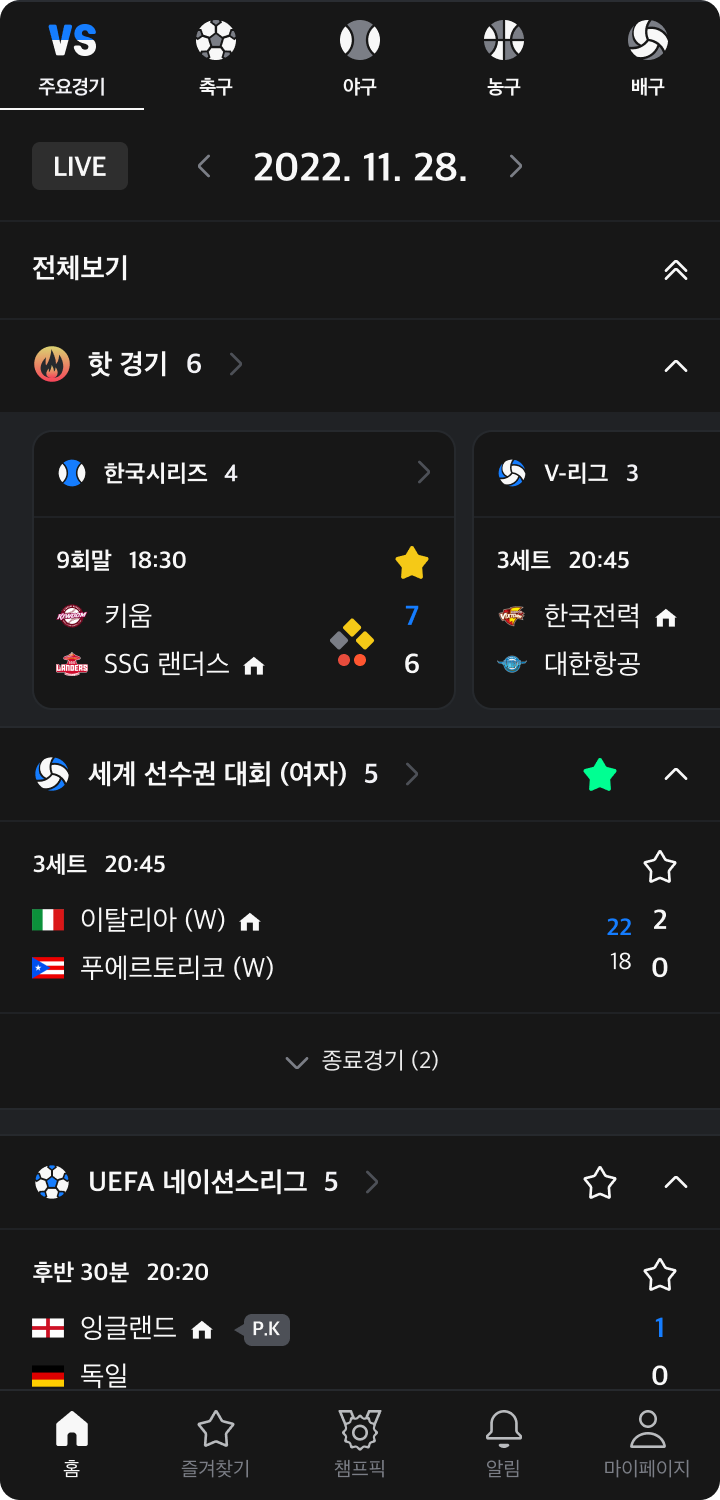 VS
주요경기 축구 야구 농구 배구
LIVE 2022. 11. 28.
전체보기
핫 경기 6
한국시리즈 4
9회말 18:30
키움 7
SSG 랜더스 6
V-리그 3
3세트 20:45
한국전력
대한항공
세계 선수권 대회 (여자) 5
3세트 20:45
이탈리아 (W) 22 2
푸에르토리코 (W) 18 0
종료경기 (2)
UEFA 네이션스리그 5
후반 30분 20:20
잉글랜드 P.K 1
독일 0
홈 즐겨찾기 챔프픽 알림 마이페이지